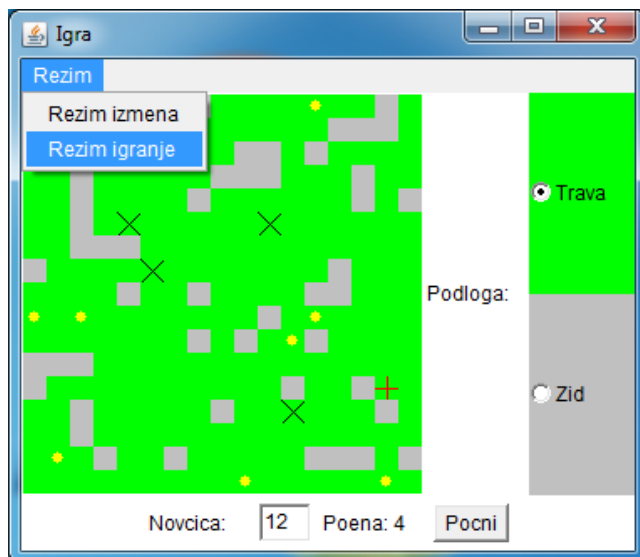 Igra
Rezim
Rezim izmena
Rezim igranje
Trava
Podloga:
Zid
Novcica: 12 Poena: 4 Pocni